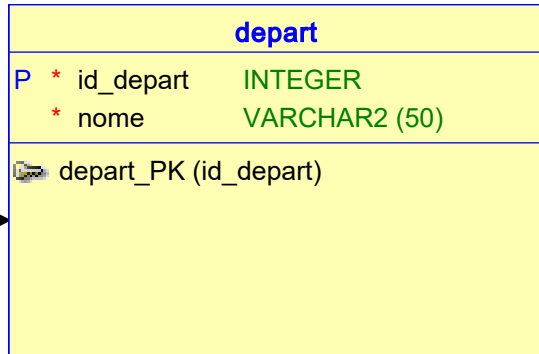 depart
P * id_depart INTEGER
* nome VARCHAR2 (50)
depart_PK (id_depart)